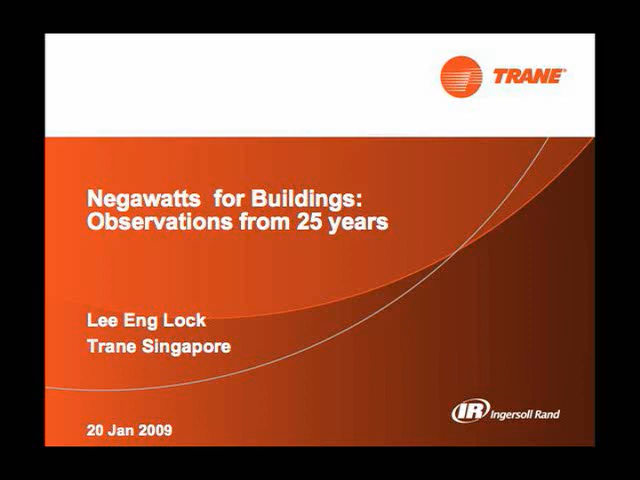 TRANE
Negawatts for Buildings:
Observations from 25 years
Lee Eng Lock
Trane Singapore
IR Ingersoll Rand
20 Jan 2009